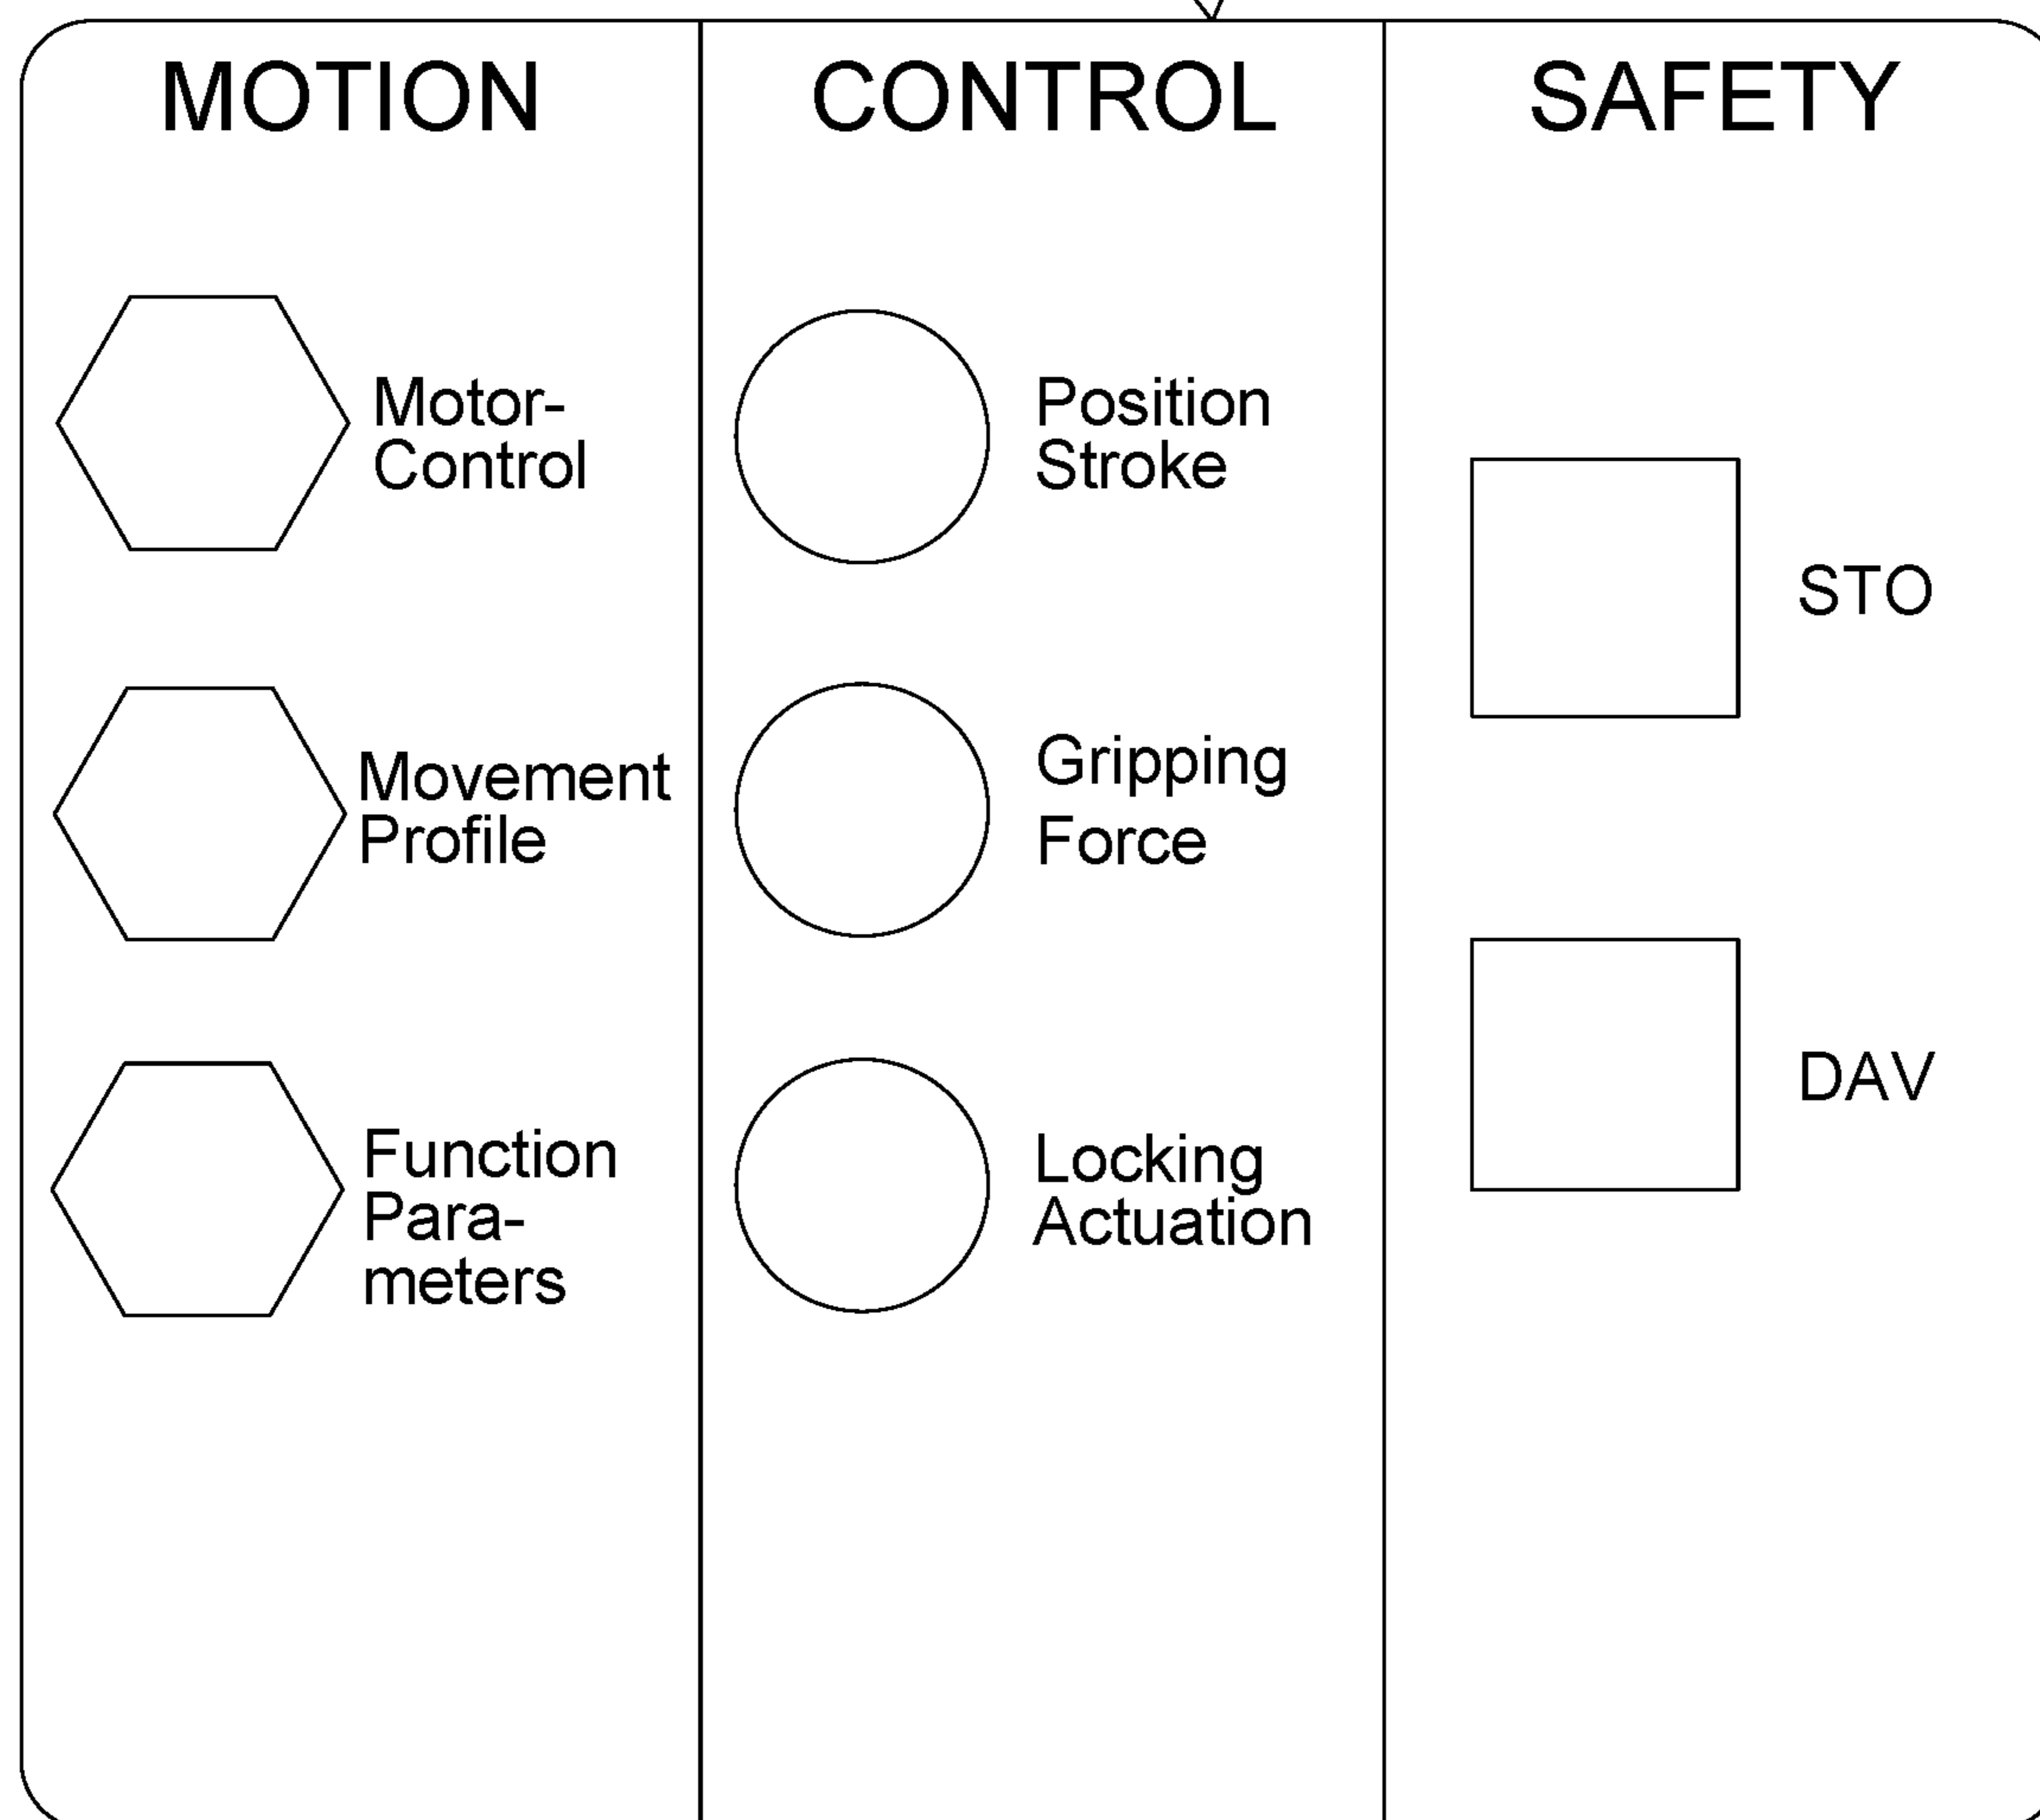 MOTION
Motor-
Control
Movement
Profile
Function
Para-
meters
CONTROL
Position
Stroke
Gripping
Force
Locking
Actuation
SAFETY
STO
DAV